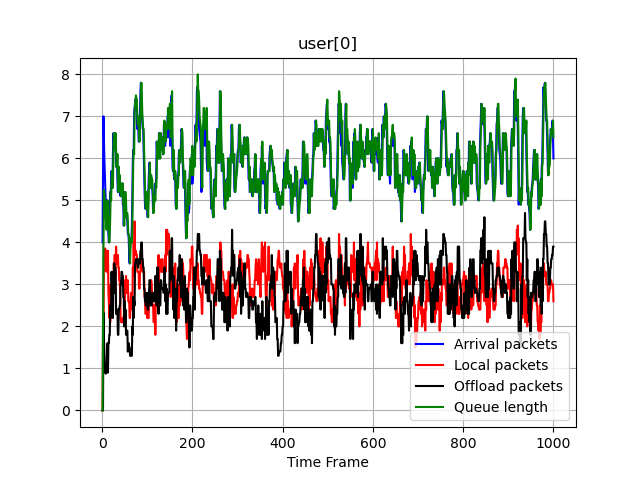 user[0]
8
7
6
5
4
3
2
1
0
0 200 400 600 800 1000
Time Frame
Arrival packets
Local packets
Offload packets
Queue length